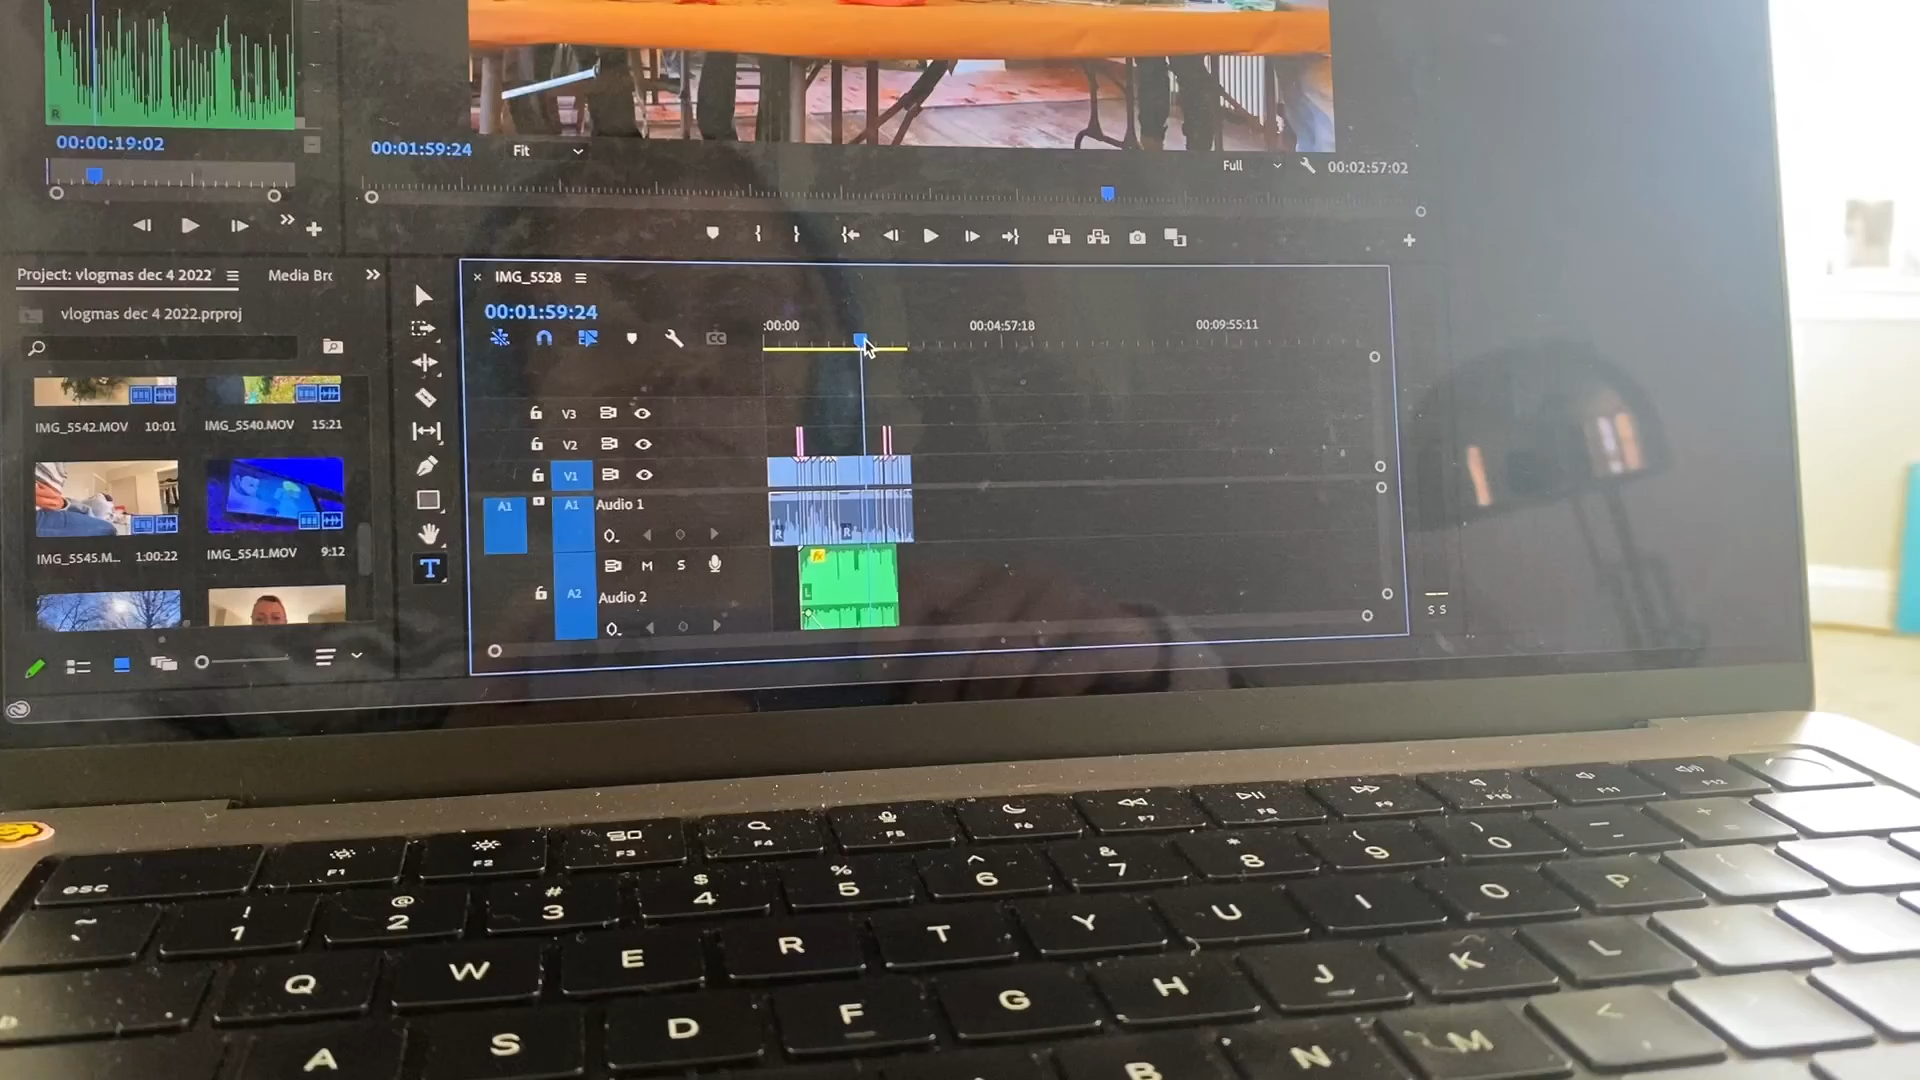 R
00:00:19:02
00:01:59:24
Fit
Full
00:02:57:02
Project: vlogmas dec 4 2022
Media Brc
vlogmas dec 4 2022.prproj
IMG_5542.MOV 10:01
IMG_5540.MOV 15:21
IMG_5545.M... 1:00:22
IMG_5541.MOV 9:12
T
× IMG_5528
00:01:59:24
CC
:00:00
00:04:57:18
00:09:55:11
V3
V2
V1
A1
A1 Audio 1
R
R
M S
fx
L
A2 Audio 2
S S
esc
F1 F2 F3 F4 F5 F6 F7 F8 F9 F10 F11 F12
~ ! @ # $ % ^ & * ( ) _ +
1 2 3 4 5 6 7 8 9 0 - =
Q W E R T Y U I O P
A S D F G H J K L
B N M <